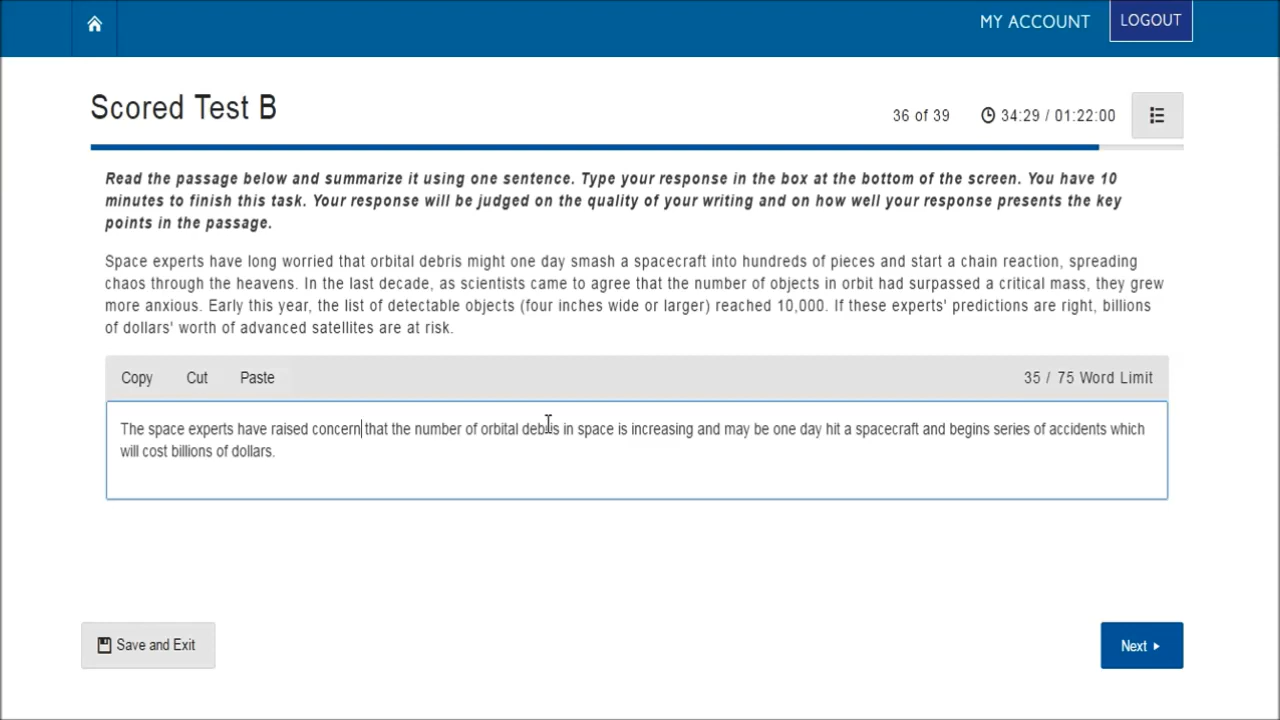 MY ACCOUNT
LOGOUT
Scored Test B
36 of 39
34:29 / 01:22:00
Read the passage below and summarize it using one sentence. Type your response in the box at the bottom of the screen. You have 10
minutes to finish this task. Your response will be judged on the quality of your writing and on how well your response presents the key
points in the passage.
Space experts have long worried that orbital debris might one day smash a spacecraft into hundreds of pieces and start a chain reaction, spreading
chaos through the heavens. In the last decade, as scientists came to agree that the number of objects in orbit had surpassed a critical mass, they grew
more anxious. Early this year, the list of detectable objects (four inches wide or larger) reached 10,000. If these experts' predictions are right, billions
of dollars' worth of advanced satellites are at risk.
Copy
Cut
Paste
35 / 75 Word Limit
The space experts have raised concern that the number of orbital debris in space is increasing and may be one day hit a spacecraft and begins series of accidents which
will cost billions of dollars.
Save and Exit
Next